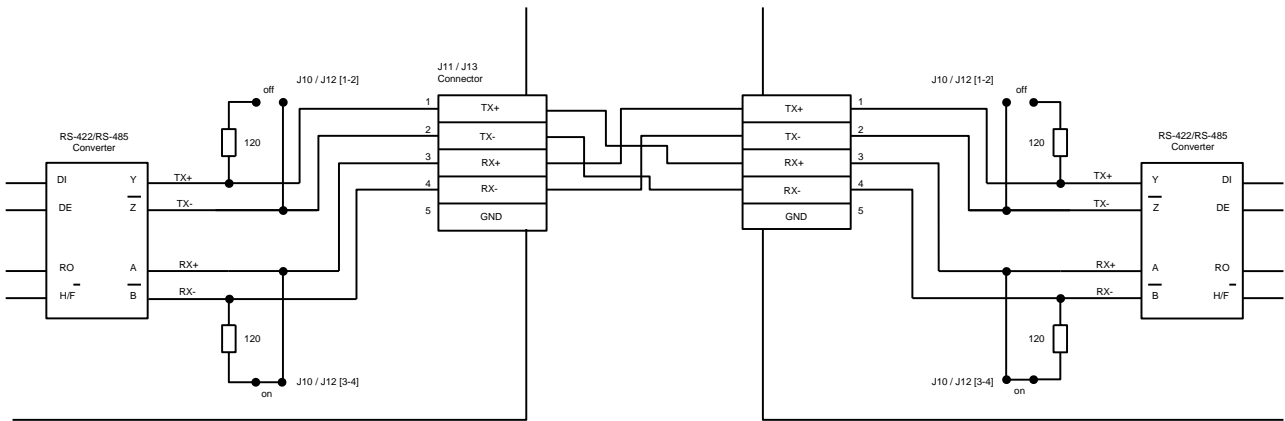 J11 / J13
Connector
J10 / J12 [1-2]
off
120
RS-422/RS-485
Converter
DI
DE
RO
H/F
Y
Z
A
B
TX+
TX-
RX+
RX-
120
on
J10 / J12 [3-4]
1
2
3
4
5
TX+
TX-
RX+
RX-
GND
TX+
TX-
RX+
RX-
GND
1
2
3
4
5
J10 / J12 [1-2]
off
120
RS-422/RS-485
Converter
TX+
TX-
RX+
RX-
Y
Z
A
B
DI
DE
RO
H/F
120
J10 / J12 [3-4]
on